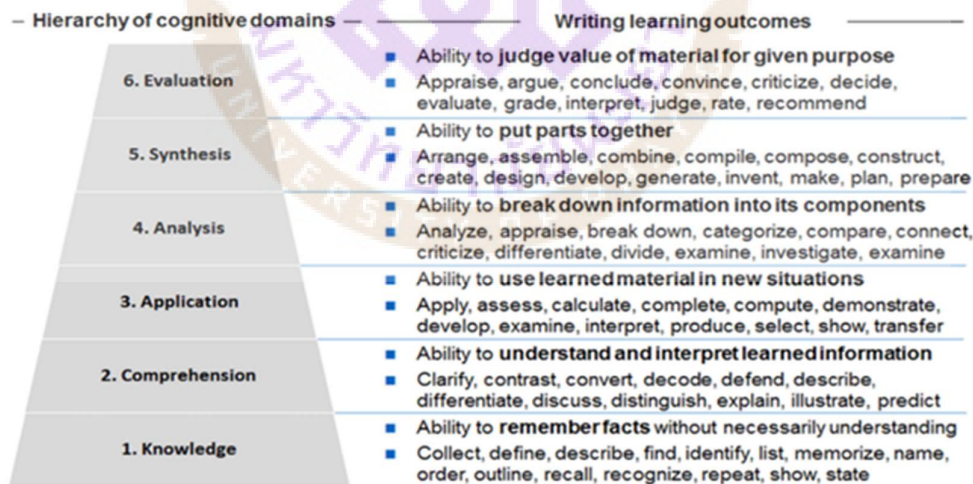 Hierarchy of cognitive domains
Writing learning outcomes
6. Evaluation
■ Ability to judge value of material for given purpose
■ Appraise, argue, conclude, convince, criticize, decide,
evaluate, grade, interpret, judge, rate, recommend
5. Synthesis
■ Ability to put parts together
■ Arrange, assemble, combine, compile, compose, construct,
create, design, develop, generate, invent, make, plan, prepare
4. Analysis
■ Ability to break down information into its components
■ Analyze, appraise, break down, categorize, compare, connect,
criticize, differentiate, divide, examine, investigate, examine
3. Application
■ Ability to use learned material in new situations
■ Apply, assess, calculate, complete, compute, demonstrate,
develop, examine, interpret, produce, select, show, transfer
2. Comprehension
■ Ability to understand and interpret learned information
■ Clarify, contrast, convert, decode, defend, describe,
differentiate, discuss, distinguish, explain, illustrate, predict
1. Knowledge
■ Ability to remember facts without necessarily understanding
■ Collect, define, describe, find, identify, list, memorize, name,
order, outline, recall, recognize, repeat, show, state